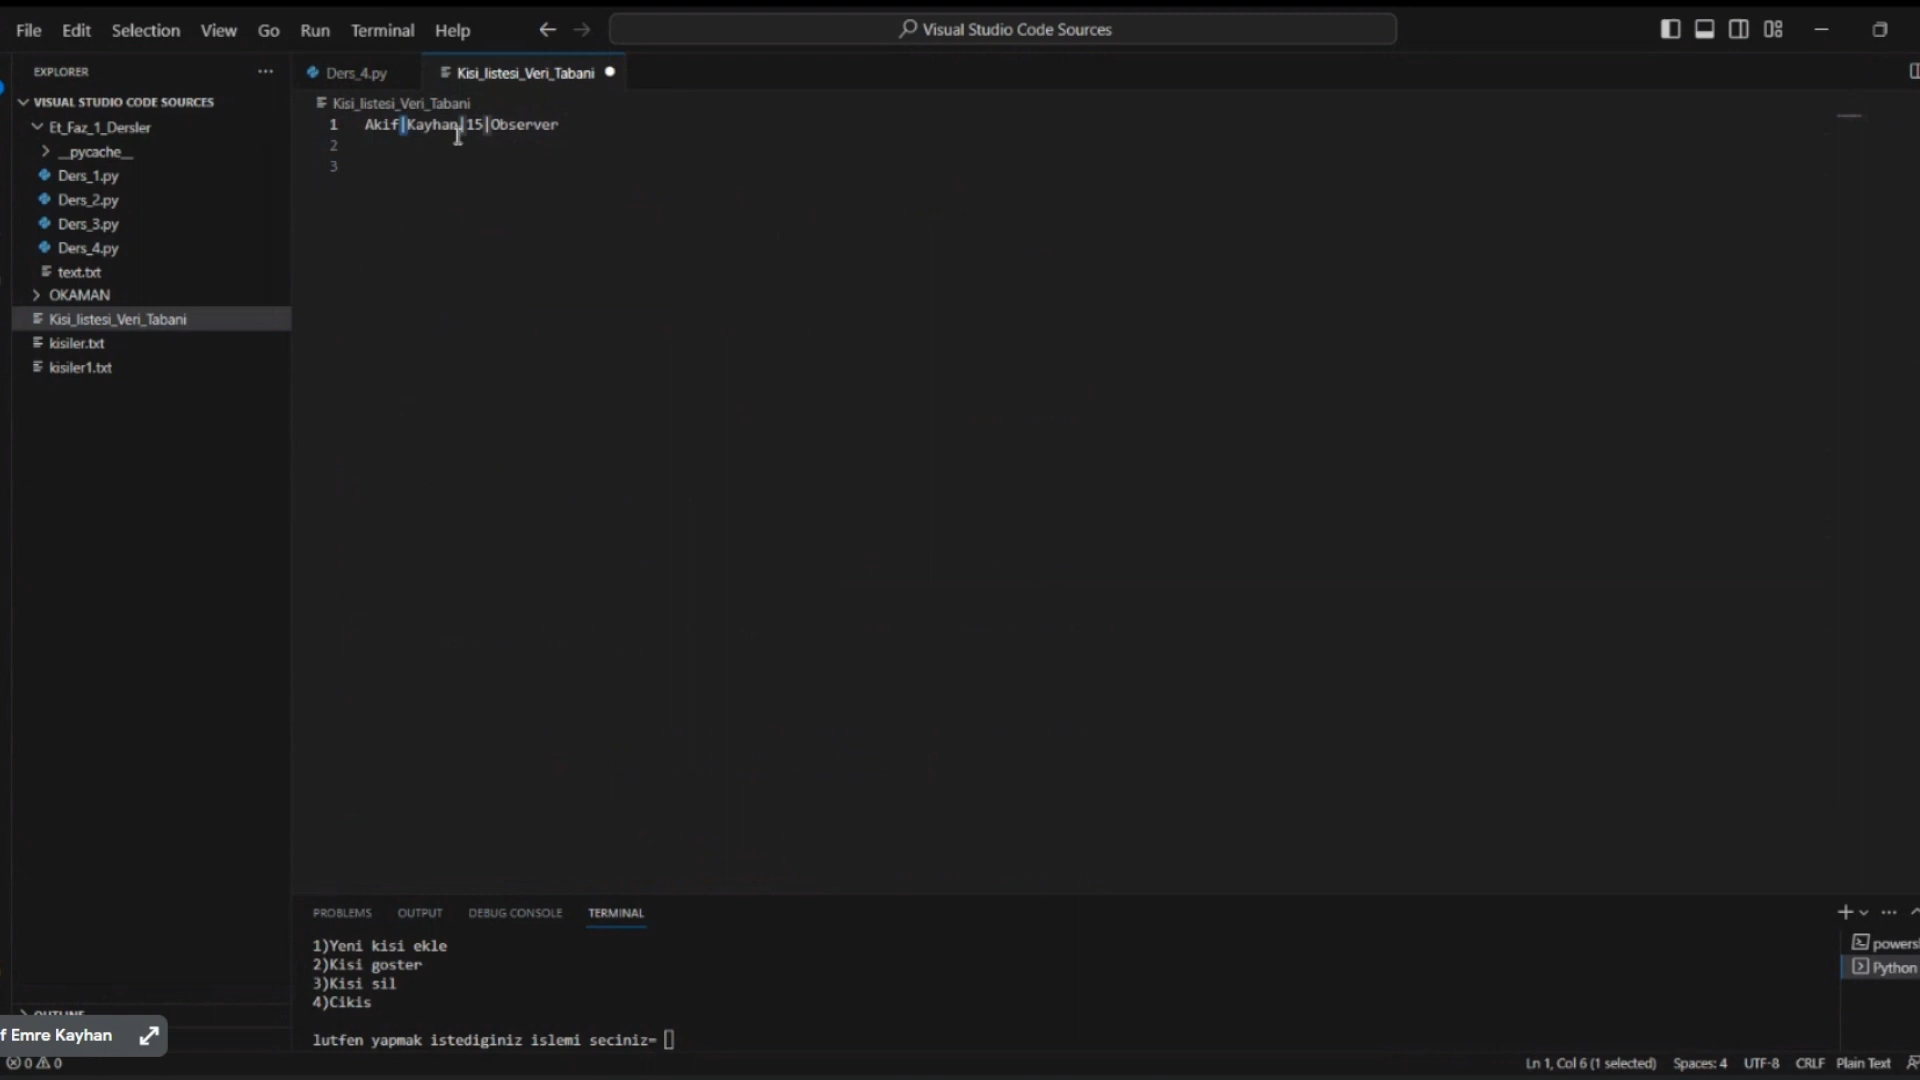 File Edit Selection View Go Run Terminal Help
Visual Studio Code Sources
EXPLORER
VISUAL STUDIO CODE SOURCES
Et_Faz_1_Dersler
__pycache__
Ders_1.py
Ders_2.py
Ders_3.py
Ders_4.py
text.txt
OKAMAN
Kisi_listesi_Veri_Tabani
kisiler.txt
kisiler1.txt
Ders_4.py Kisi_listesi_Veri_Tabani
Kisi_listesi_Veri_Tabani
1 Akif|Kayhan|15|Observer
2
3
PROBLEMS OUTPUT DEBUG CONSOLE TERMINAL
1)Yeni kisi ekle
2)Kisi goster
3)Kisi sil
4)Cikis
lutfen yapmak istediginiz islemi seciniz=
powers
Python
OUTLINE
f Emre Kayhan
0 0
Ln 1, Col 6 (1 selected) Spaces: 4 UTF-8 CRLF Plain Text